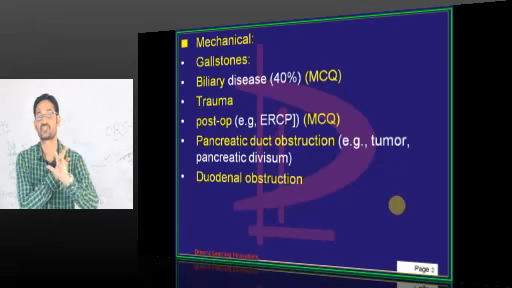 Mechanical:
Gallstones:
Biliary disease (40%) (MCQ)
Trauma
post-op (e.g, ERCP]) (MCQ)
Pancreatic duct obstruction (e.g., tumor,
pancreatic divisum)
Duodenal obstruction
Page 2